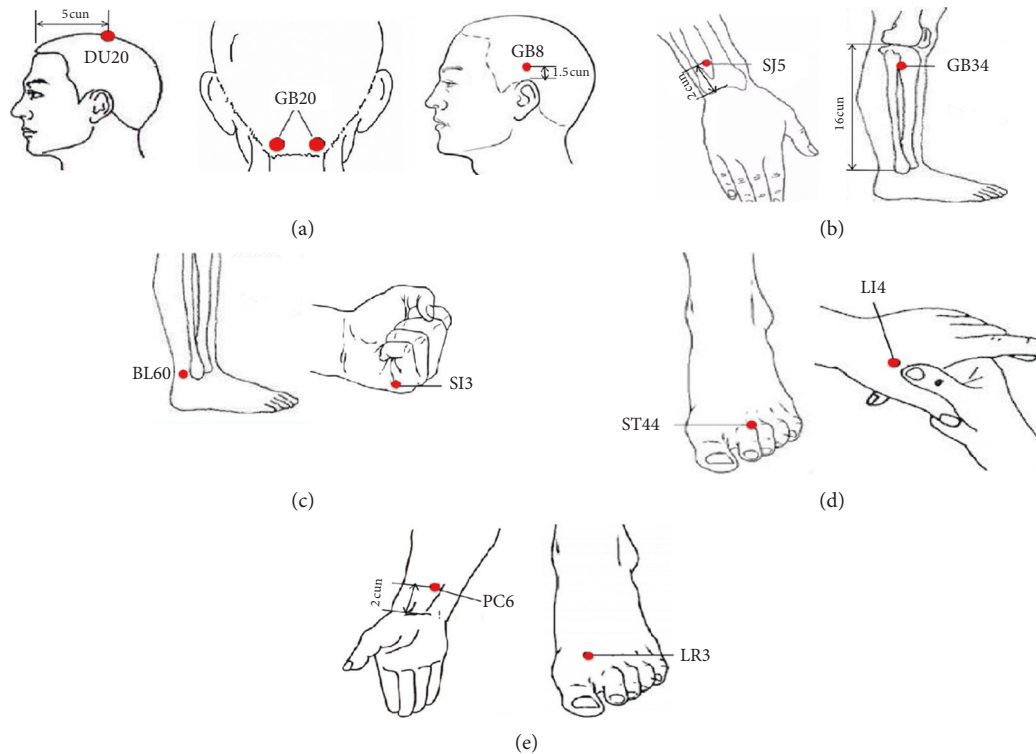 5 cun
DU20
GB20
GB8
1.5 cun
(a)
SJ5
2 cun
GB34
16 cun
(b)
BL60
SI3
(c)
ST44
LI4
(d)
2 cun
PC6
LR3
(e)